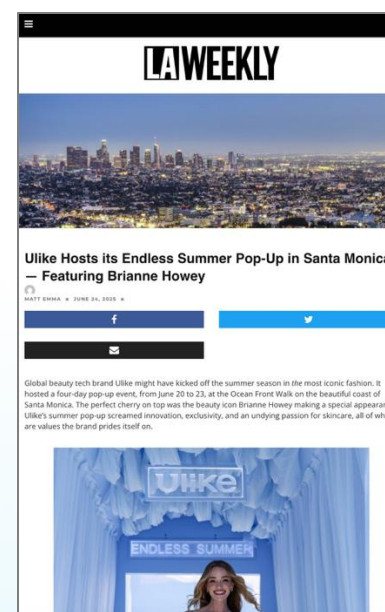 LAWEEKLY
Ulike Hosts its Endless Summer Pop-Up in Santa Monica
— Featuring Brianne Howey
MATT EMMA JUNE 24, 2025
f
Global beauty tech brand Ulike might have kicked off the summer season in the most iconic fashion. It
hosted a four-day pop-up event, from June 20 to 23, at the Ocean Front Walk on the beautiful coast of
Santa Monica. The perfect cherry on top was the beauty icon Brianne Howey making a special
Ulike's summer pop-up screamed innovation, exclusivity, and an undying passion for skincare, all of
are values the brand prides itself on.
Ulike
ENDLESS SUMMER